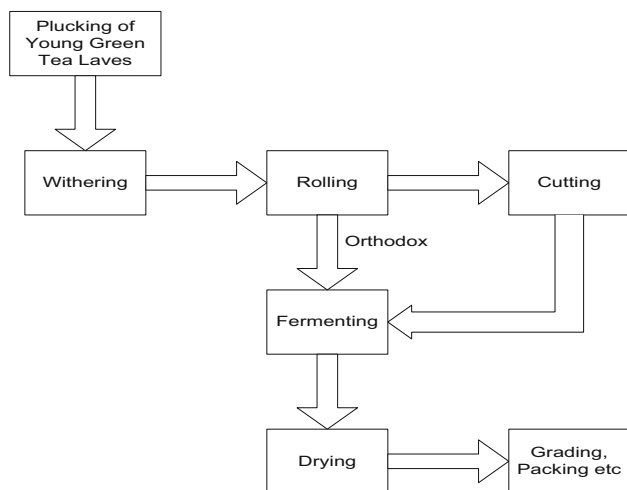 Plucking of
Young Green
Tea Laves
Withering
Rolling
Cutting
Orthodox
Fermenting
Drying
Grading,
Packing etc